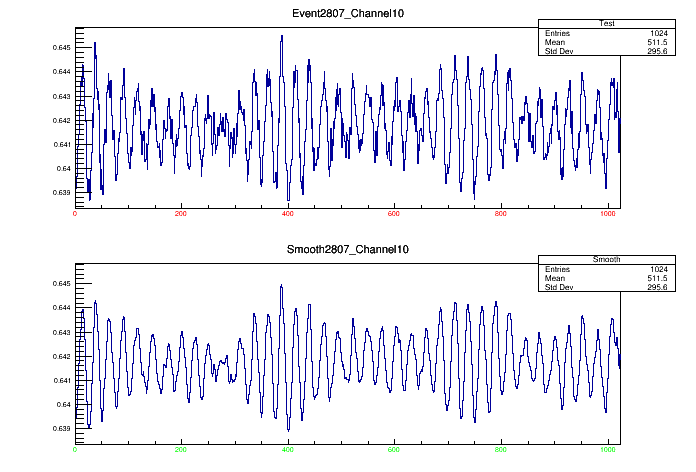 Event2807_Channel10
Test
Entries 1024
Mean 511.5
Std Dev 295.6
0.645
0.644
0.643
0.642
0.641
0.64
0.639
0 200 400 600 800 1000
Smooth2807_Channel10
Smooth
Entries 1024
Mean 511.5
Std Dev 295.6
0.645
0.644
0.643
0.642
0.641
0.64
0.639
0 200 400 600 800 1000